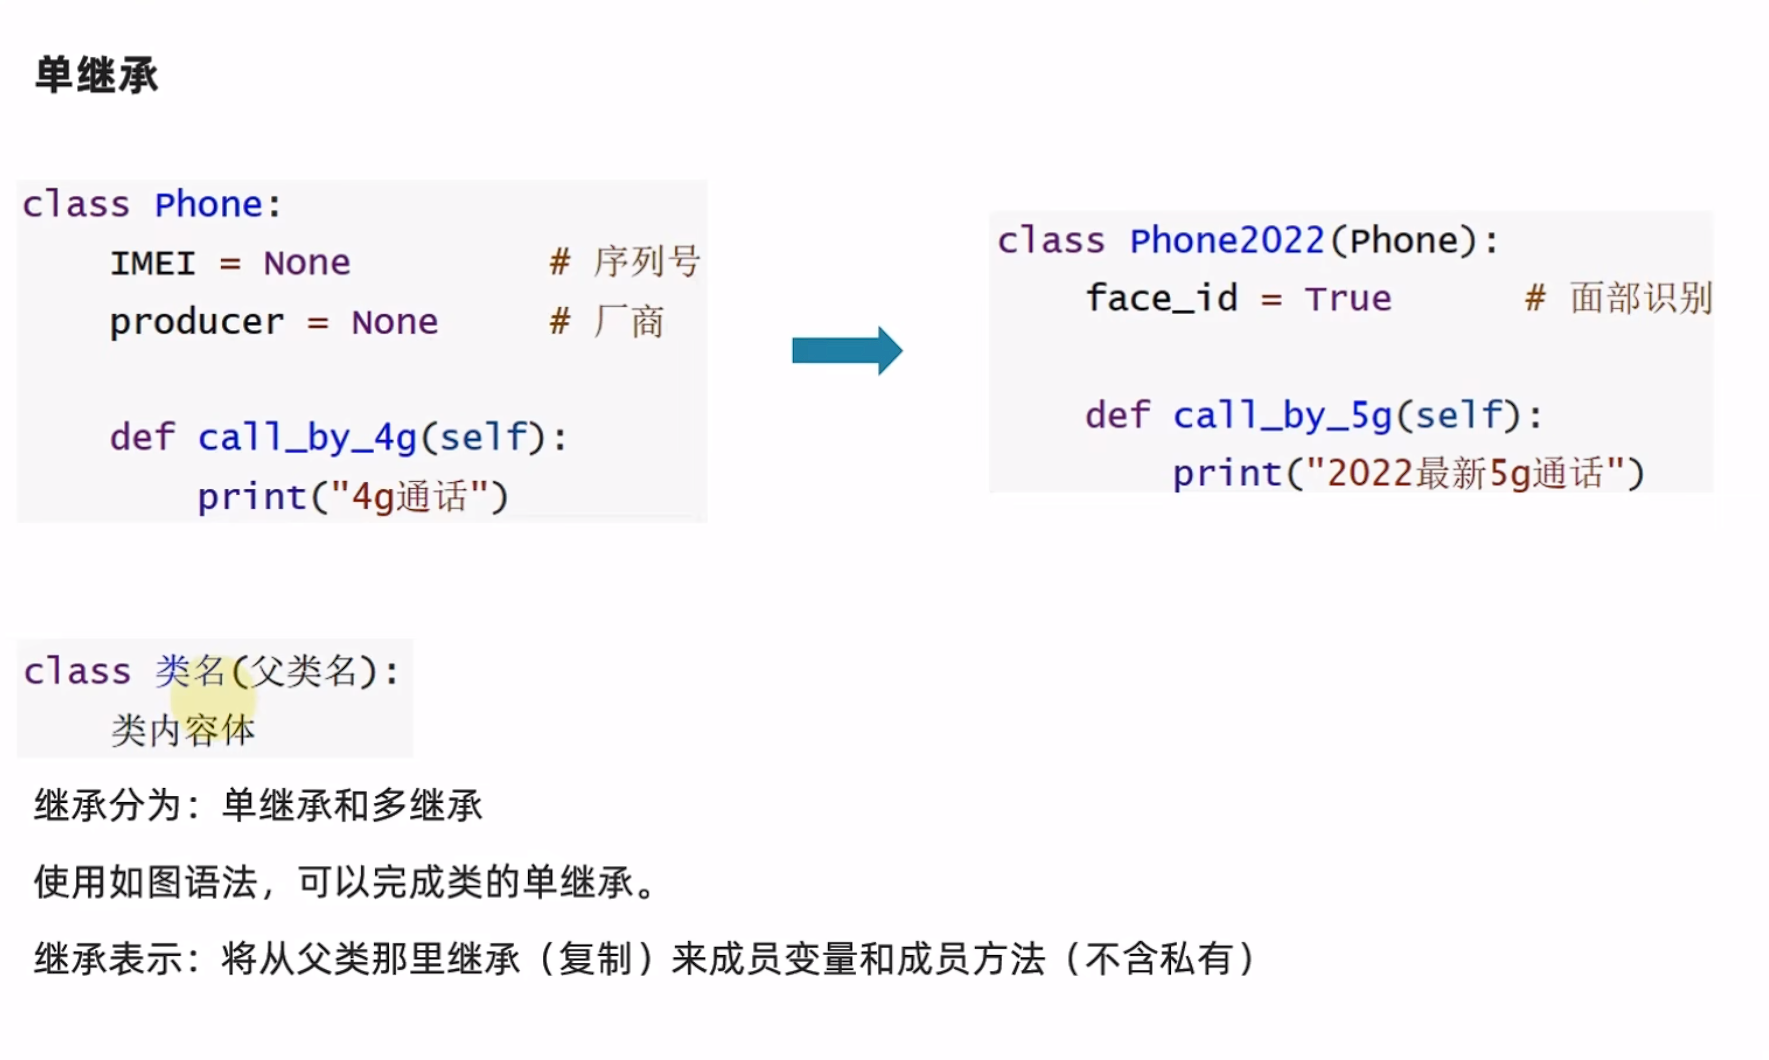 单继承
class Phone:
    IMEI = None          # 序列号
    producer = None      # 厂商
    def call_by_4g(self):
        print("4g通话")
class Phone2022(Phone):
    face_id = True      # 面部识别
    def call_by_5g(self):
        print("2022最新5g通话")
class 类名(父类名):
    类内容体
继承分为：单继承和多继承
使用如图语法，可以完成类的单继承。
继承表示：将从父类那里继承（复制）来成员变量和成员方法（不含私有）